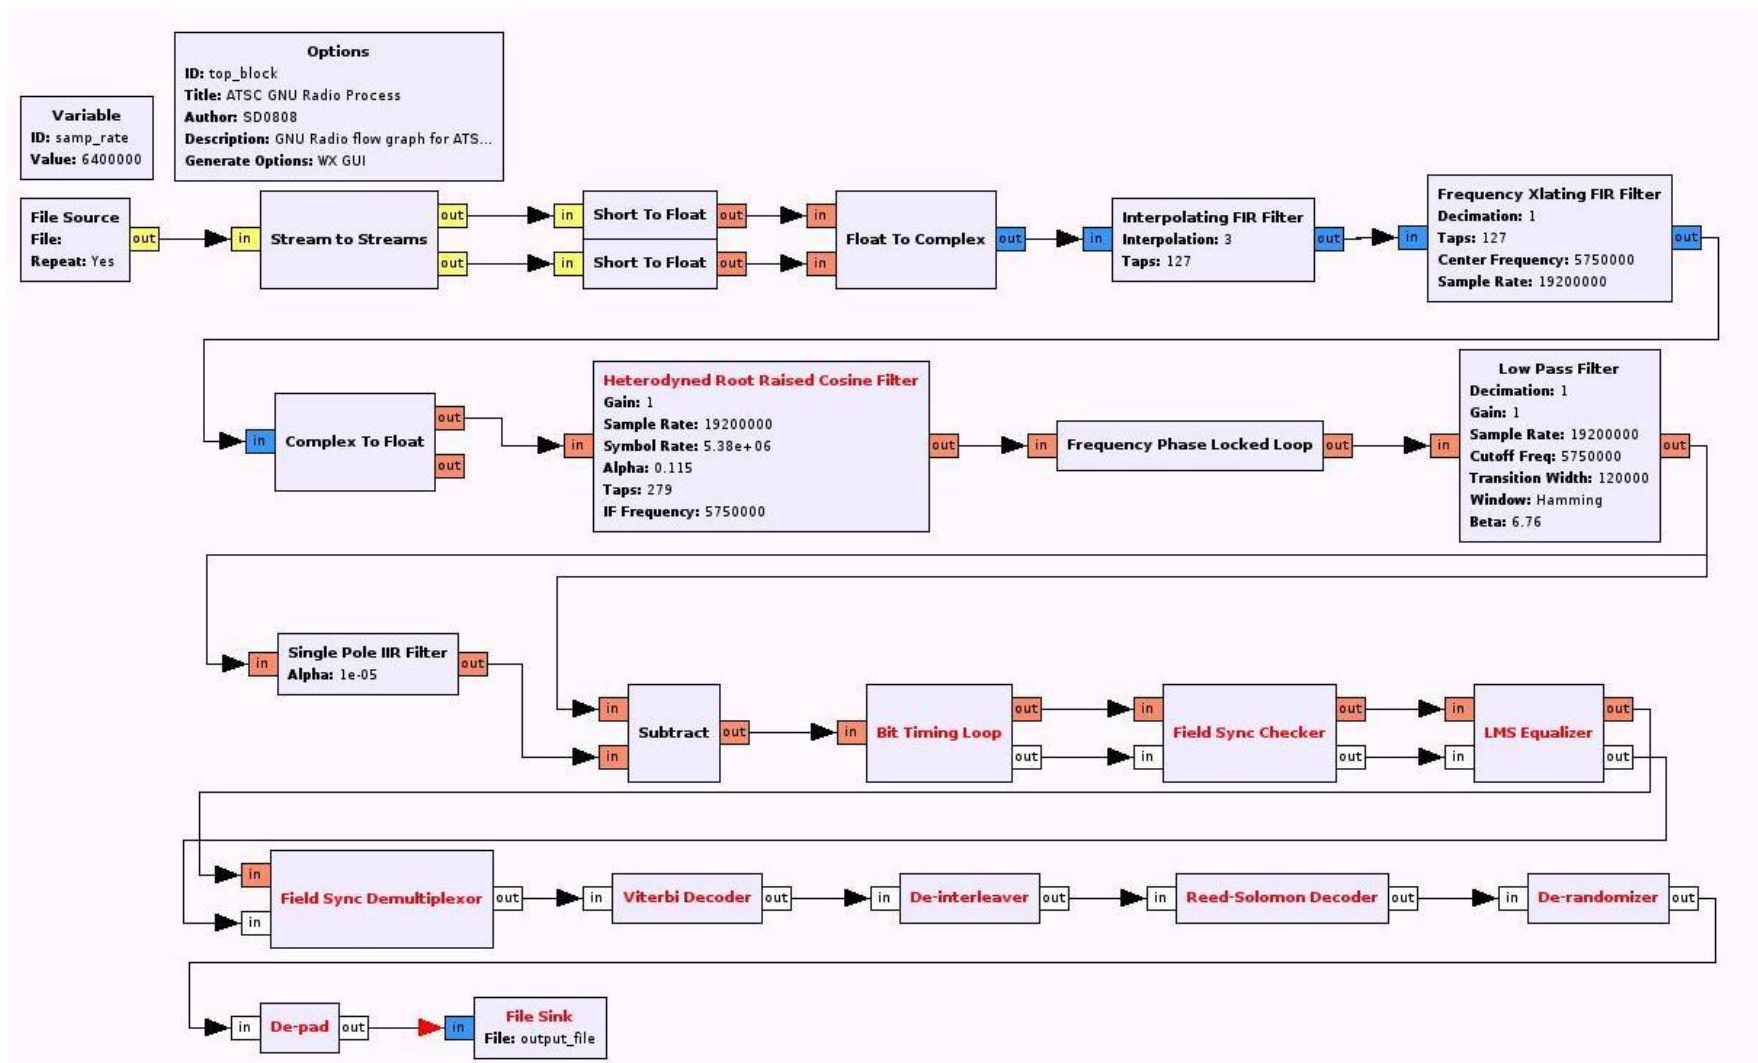 Options
ID: top_block
Title: ATSC GNU Radio Process
Author: SD0808
Description: GNU Radio flow graph for ATS...
Generate Options: WX GUI
Variable
ID: samp_rate
Value: 6400000
File Source
File:
Repeat: Yes
out
in
Stream to Streams
out
out
in
Short To Float
out
in
Short To Float
out
in
in
Float To Complex
out
in
Interpolating FIR Filter
Interpolation: 3
Taps: 127
out
in
Frequency Xlating FIR Filter
Decimation: 1
Taps: 127
Center Frequency: 5750000
Sample Rate: 19200000
out
in
Complex To Float
out
out
in
Heterodyned Root Raised Cosine Filter
Gain: 1
Sample Rate: 19200000
Symbol Rate: 5.38e+06
Alpha: 0.115
Taps: 279
IF Frequency: 5750000
out
in
Frequency Phase Locked Loop
out
in
Low Pass Filter
Decimation: 1
Gain: 1
Sample Rate: 19200000
Cutoff Freq: 5750000
Transition Width: 120000
Window: Hamming
Beta: 6.76
out
in
Single Pole IIR Filter
Alpha: 1e-05
out
in
in
Subtract
out
in
Bit Timing Loop
out
out
in
in
Field Sync Checker
out
out
in
in
LMS Equalizer
out
out
in
in
Field Sync Demultiplexor
out
in
Viterbi Decoder
out
in
De-interleaver
out
in
Reed-Solomon Decoder
out
in
De-randomizer
out
in
De-pad
out
in
File Sink
File: output_file